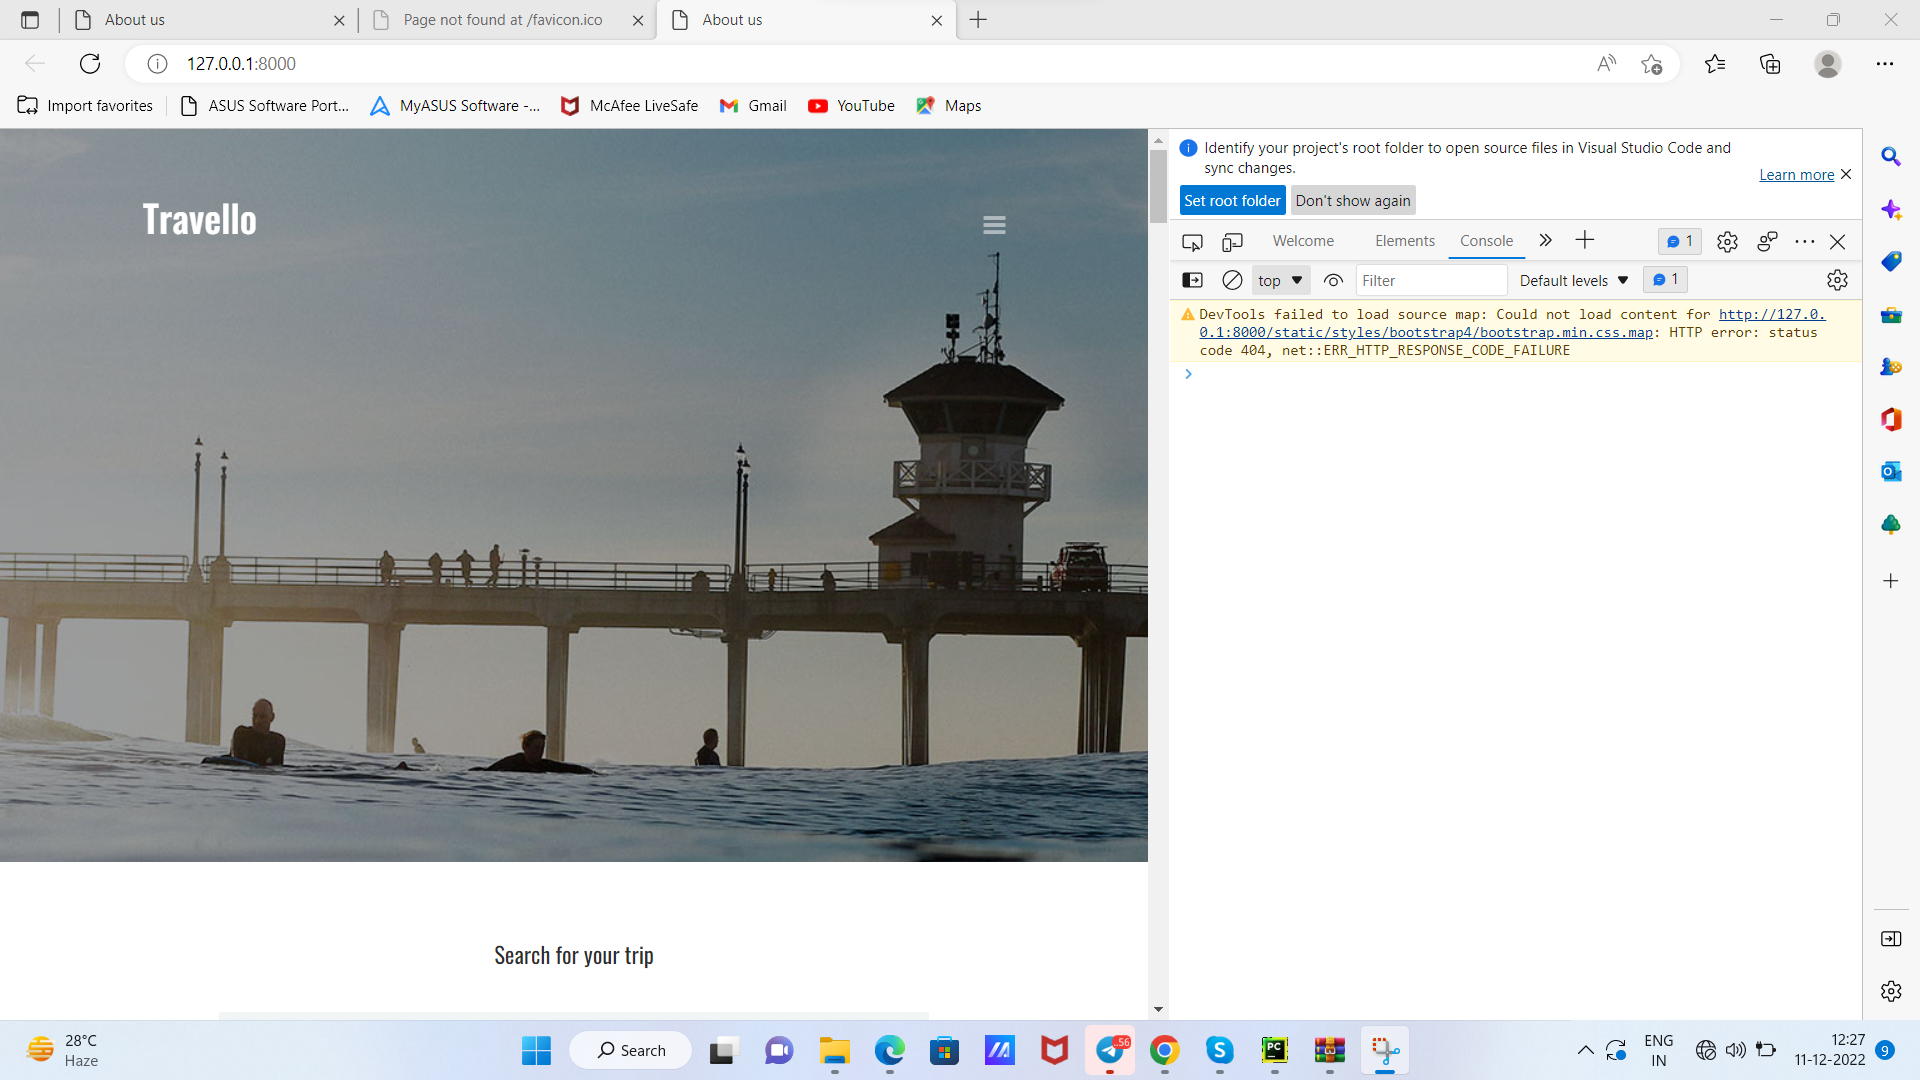 About us
Page not found at /favicon.ico
About us
127.0.0.1:8000
Import favorites
ASUS Software Port...
MyASUS Software -...
McAfee LiveSafe
Gmail
YouTube
Maps
Travello
Identify your project's root folder to open source files in Visual Studio Code and
sync changes.
Learn more
Set root folder
Don't show again
Welcome
Elements
Console
1
top
Filter
Default levels
1
DevTools failed to load source map: Could not load content for http://127.0.
0.1:8000/static/styles/bootstrap4/bootstrap.min.css.map: HTTP error: status
code 404, net::ERR_HTTP_RESPONSE_CODE_FAILURE
Search for your trip
28°C
Haze
Search
..56
PC
ENG
IN
12:27
11-12-2022
9